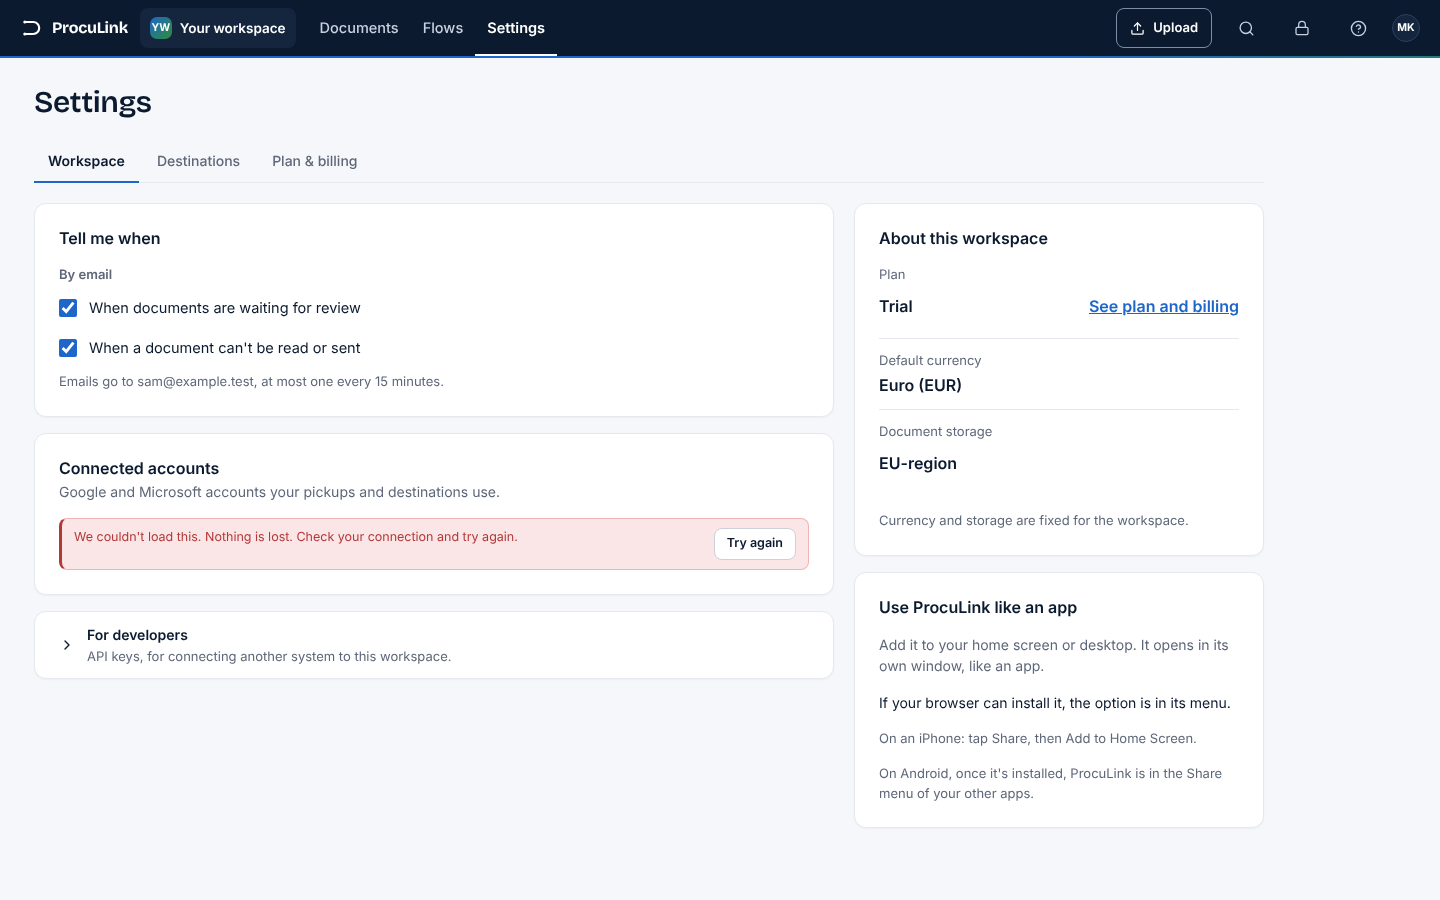 ProcuLink
YW Your workspace
Documents
Flows
Settings
Upload
MK
Settings
Workspace
Destinations
Plan & billing
Tell me when
By email
When documents are waiting for review
When a document can't be read or sent
Emails go to sam@example.test, at most one every 15 minutes.
Connected accounts
Google and Microsoft accounts your pickups and destinations use.
We couldn't load this. Nothing is lost. Check your connection and try again.
Try again
For developers
API keys, for connecting another system to this workspace.
About this workspace
Plan
Trial
See plan and billing
Default currency
Euro (EUR)
Document storage
EU-region
Currency and storage are fixed for the workspace.
Use ProcuLink like an app
Add it to your home screen or desktop. It opens in its
own window, like an app.
If your browser can install it, the option is in its menu.
On an iPhone: tap Share, then Add to Home Screen.
On Android, once it's installed, ProcuLink is in the Share
menu of your other apps.